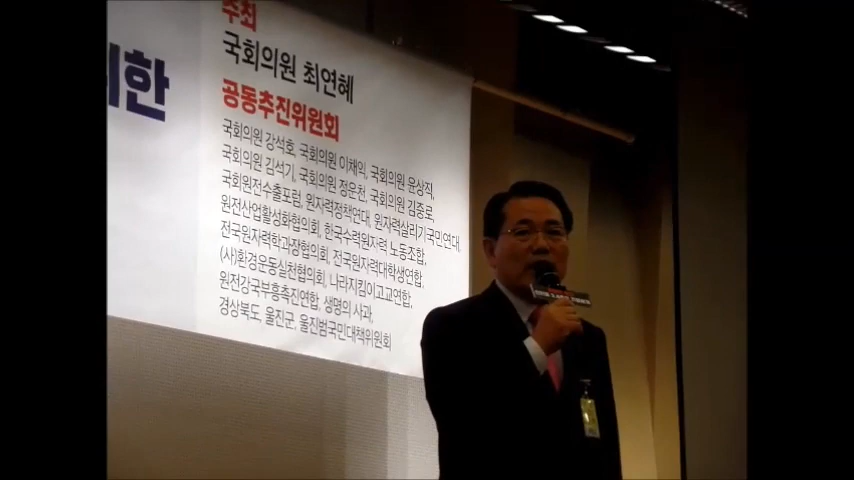 한
주최
국회의원 최연혜
공동추진위원회
국회의원 강석호, 국회의원 이채익, 국회의원 윤상직,
국회의원 김석기, 국회의원 정운천, 국회의원 김종로,
국회원전수출포럼, 원자력정책연대, 원자력살리기국민연대,
원전산업활성화협의회, 한국수력원자력 노동조합,
전국원자력학과장협의회, 전국원자력대학생연합,
(사)환경운동실천협의회, 나라지킴이고교연합,
원전강국부흥촉진연합, 생명의 사과,
경상북도, 울진군, 울진범국민대책위원회